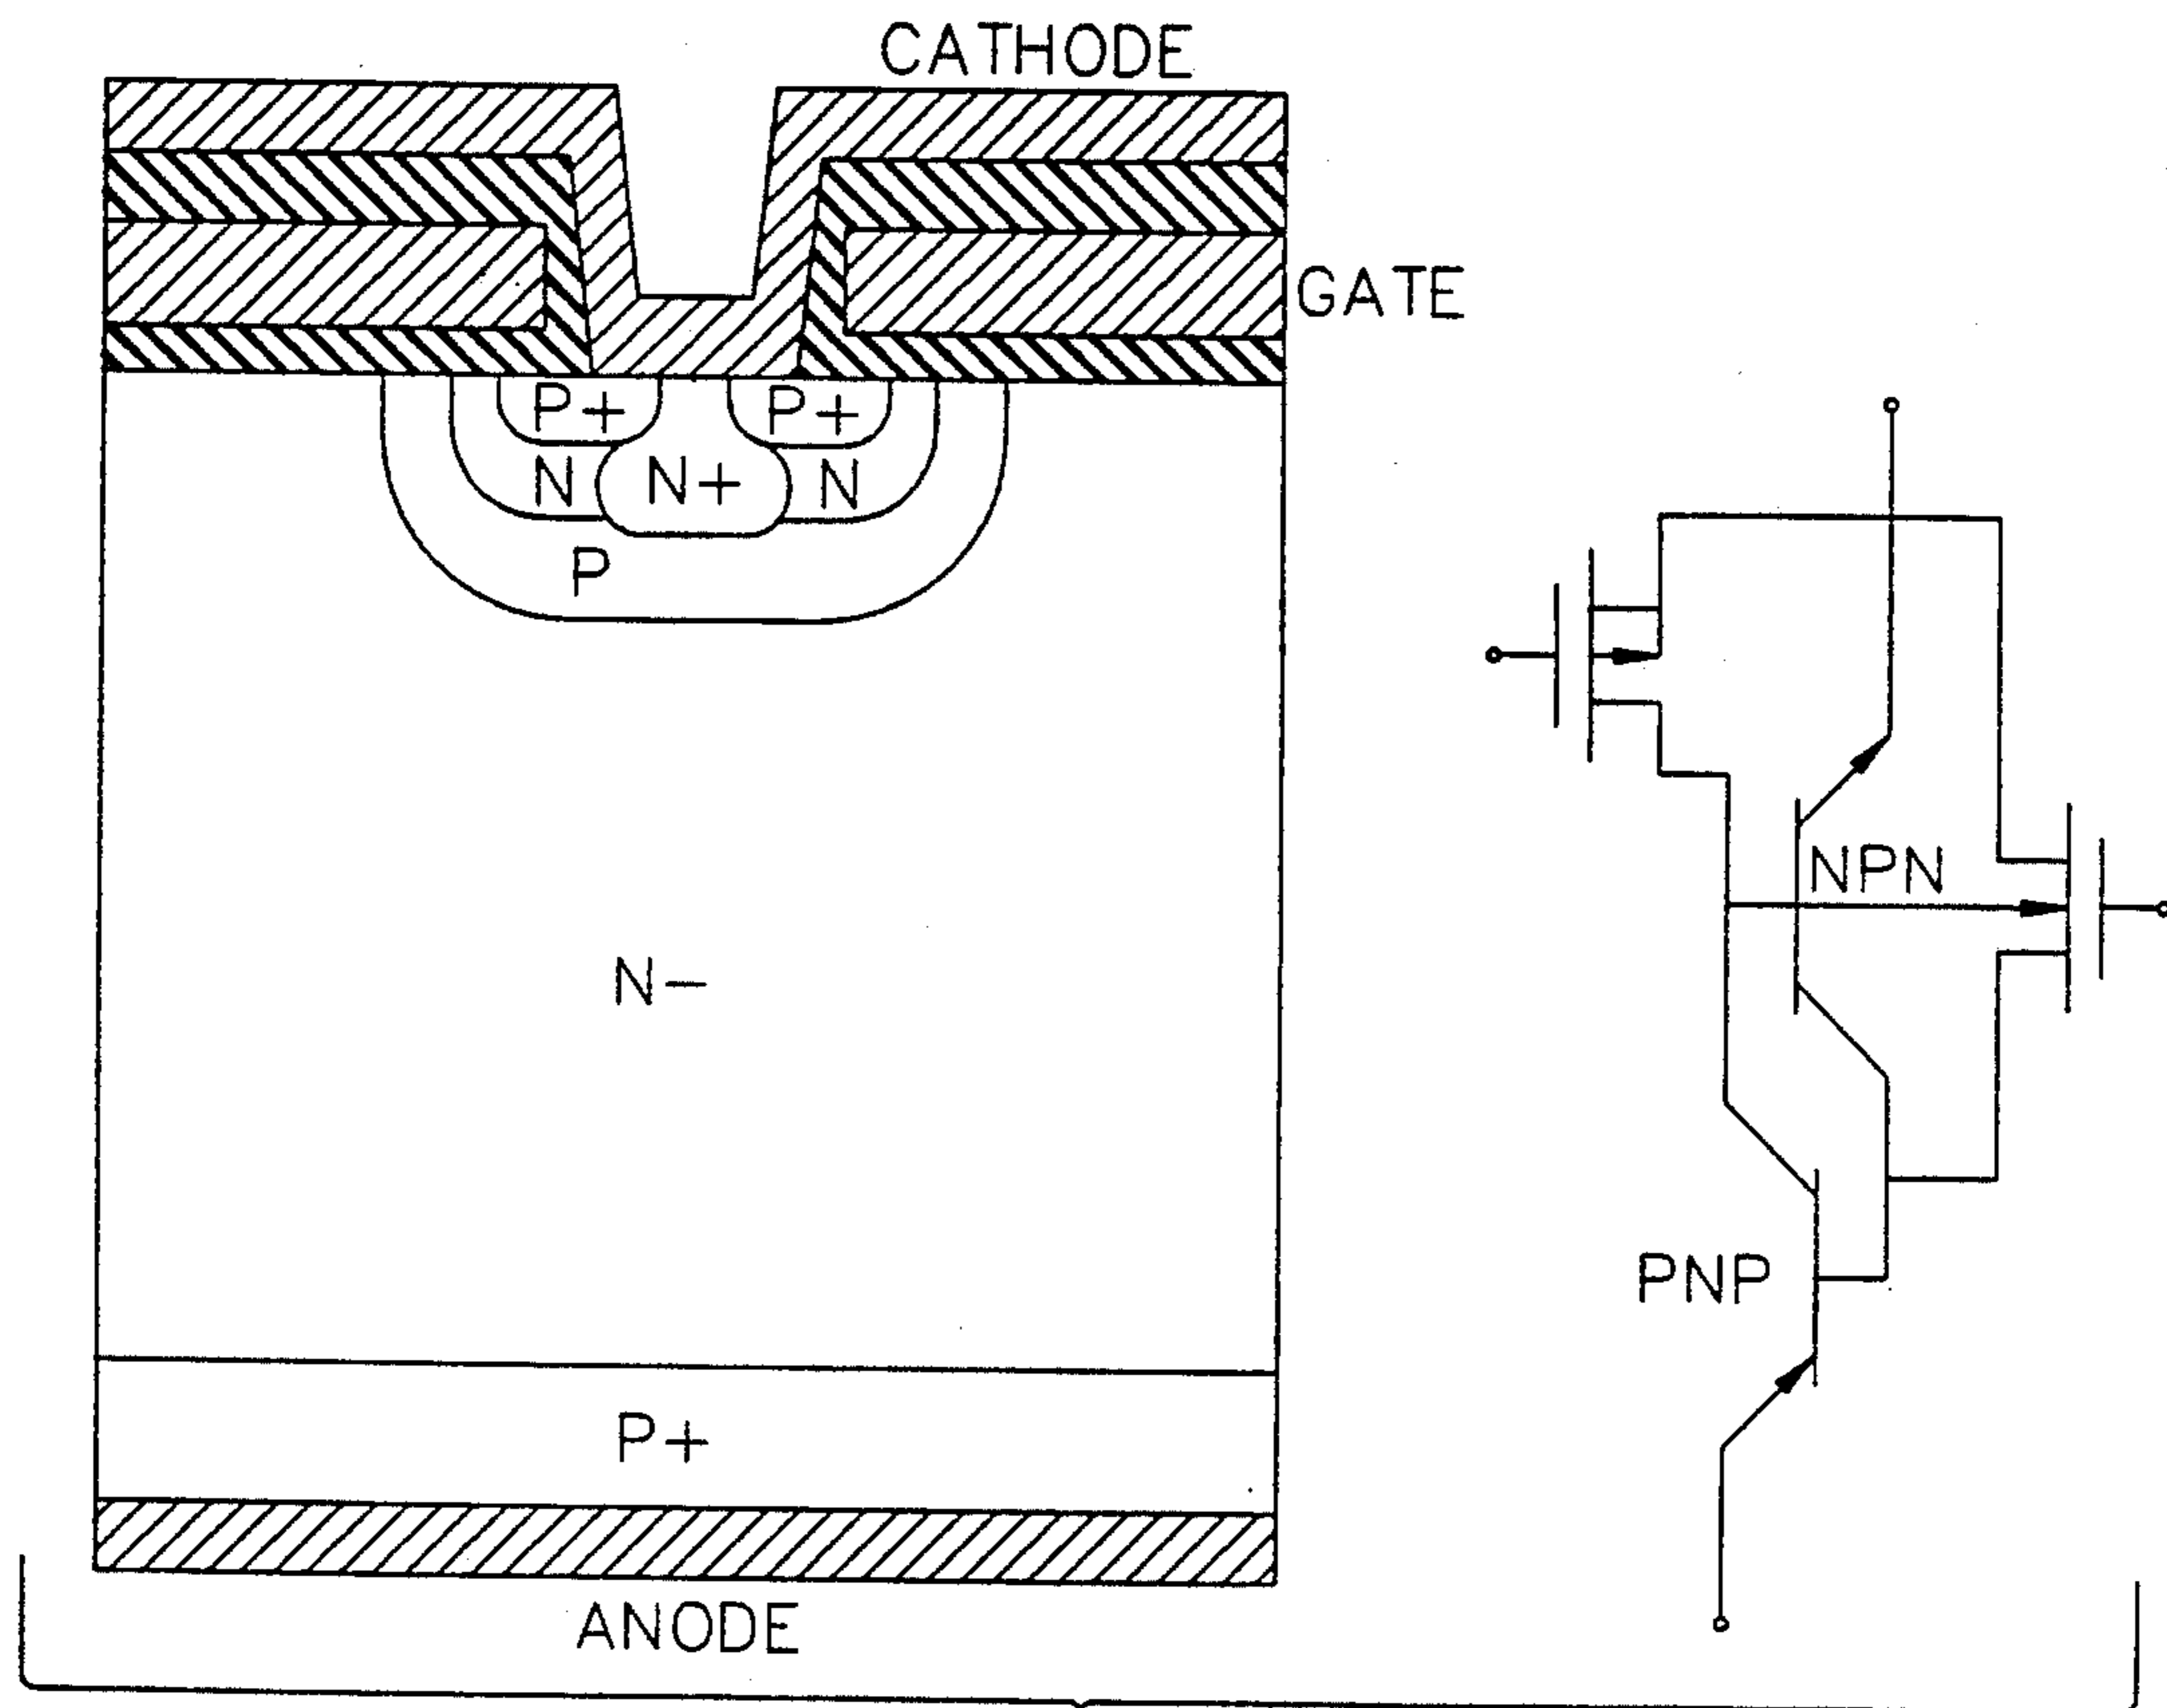 CATHODE
GATE
P+ P+
N N+ N
P
NPN
N-
PNP
P+
ANODE